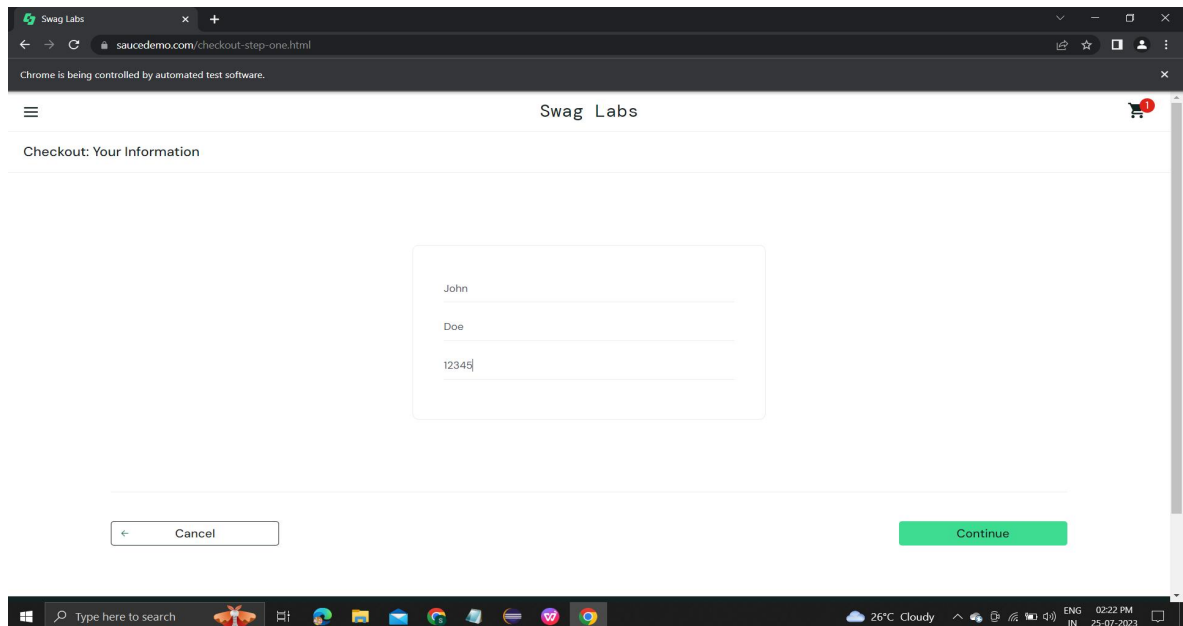 Swag Labs
saucedemo.com/checkout-step-one.html
Chrome is being controlled by automated test software.
Swag Labs
1
Checkout: Your Information
John
Doe
12345
Cancel
Continue
Type here to search
26°C Cloudy
ENG
IN
02:22 PM
25-07-2023